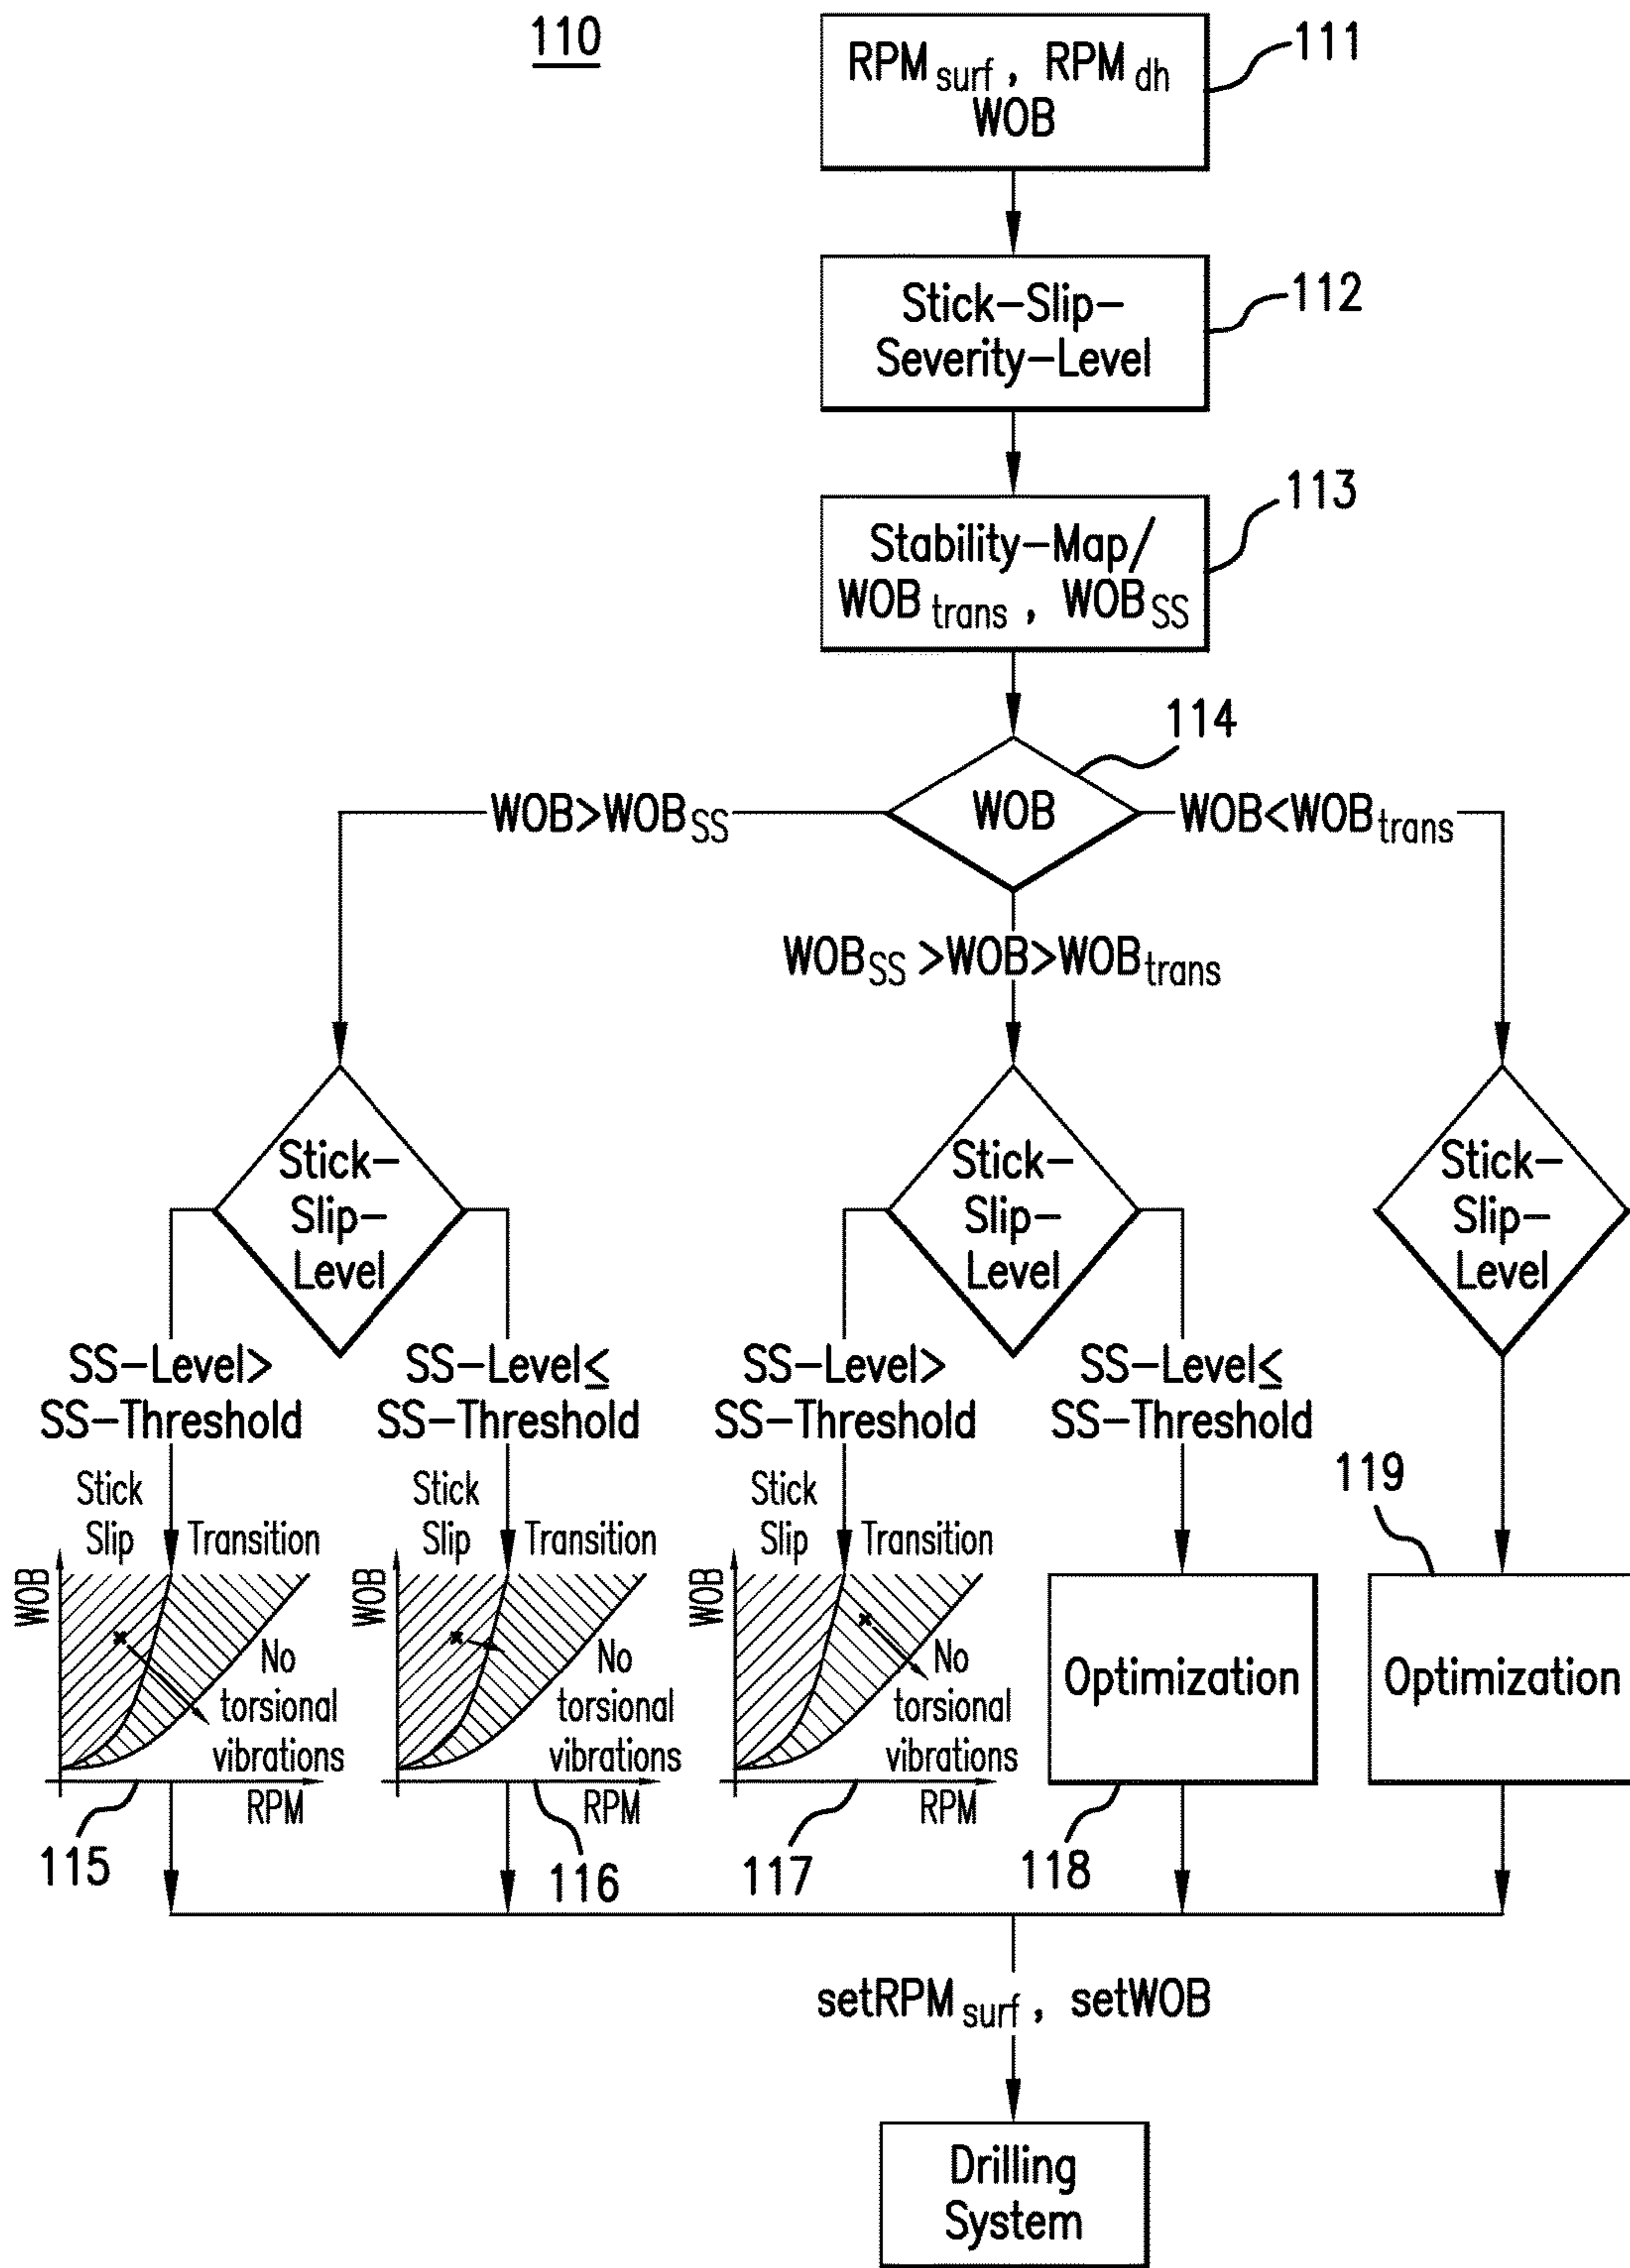 110
111
RPM surf , RPM dh
WOB
112
Stick-Slip-
Severity-Level
113
Stability-Map/
WOB trans , WOB SS
114
WOB>WOB SS
WOB
WOB<WOB trans
WOB SS >WOB>WOB trans
Stick-
Slip-
Level
Stick-
Slip-
Level
Stick-
Slip-
Level
SS-Level>
SS-Threshold
SS-Level≤
SS-Threshold
SS-Level>
SS-Threshold
SS-Level≤
SS-Threshold
Stick
Slip
Transition
WOB
No
torsional
vibrations
RPM
115
Stick
Slip
Transition
WOB
No
torsional
vibrations
RPM
116
Stick
Slip
Transition
WOB
No
torsional
vibrations
RPM
117
Optimization
118
119
Optimization
setRPM surf , setWOB
Drilling
System